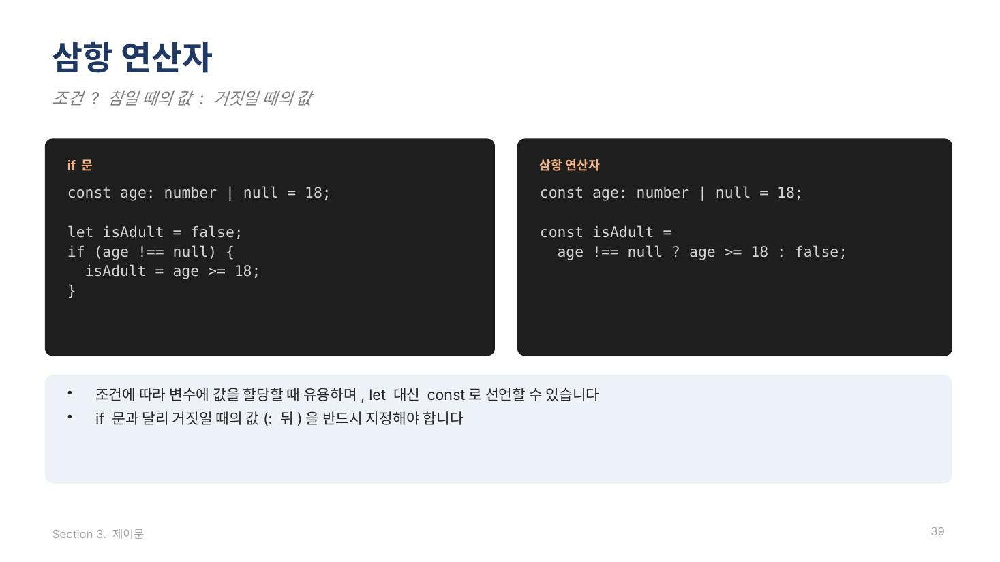 삼항 연산자
조건 ? 참일 때의 값 : 거짓일 때의 값
if 문
const age: number | null = 18;
let isAdult = false;
if (age !== null) {
  isAdult = age >= 18;
}
삼항 연산자
const age: number | null = 18;
const isAdult =
  age !== null ? age >= 18 : false;
• 조건에 따라 변수에 값을 할당할 때 유용하며, let 대신 const로 선언할 수 있습니다
• if 문과 달리 거짓일 때의 값(: 뒤)을 반드시 지정해야 합니다
Section 3. 제어문
39